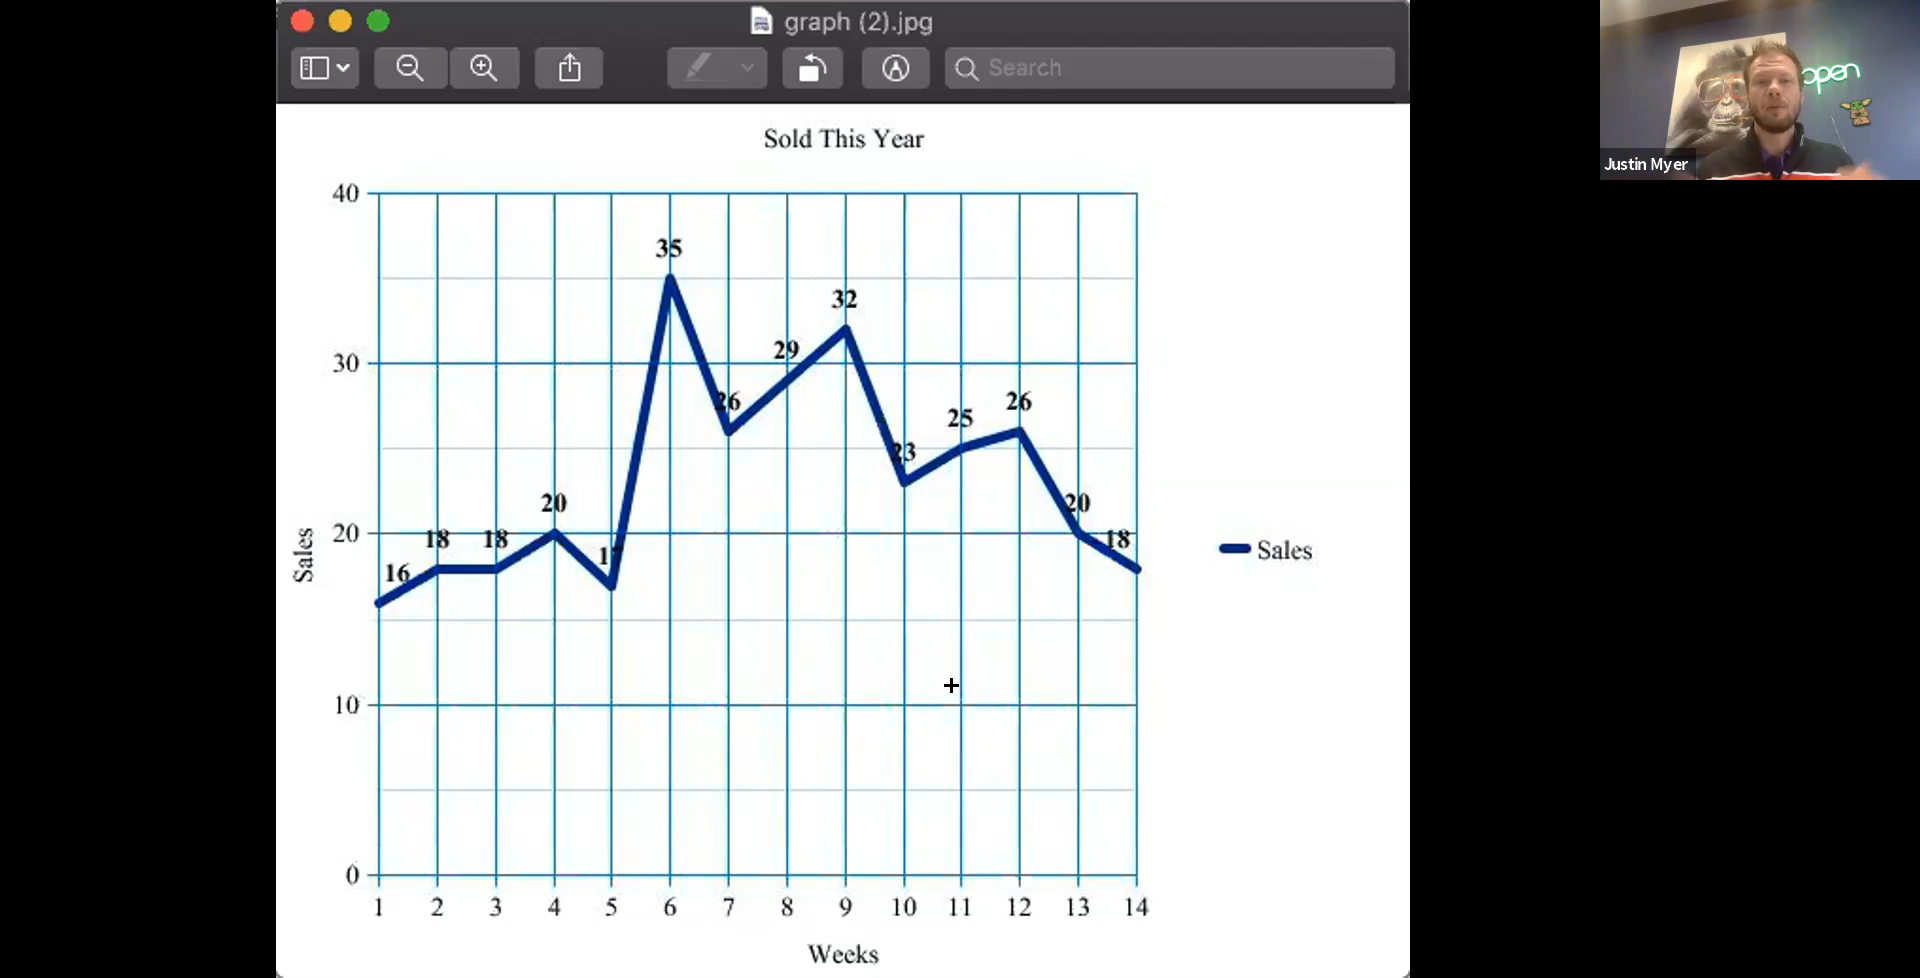 graph (2).jpg
Search
open
Justin Myer
Sold This Year
40
30
20
10
0
Sales
16
18
18
20
17
35
26
29
32
23
25
26
20
18
Sales
1 2 3 4 5 6 7 8 9 10 11 12 13 14
Weeks